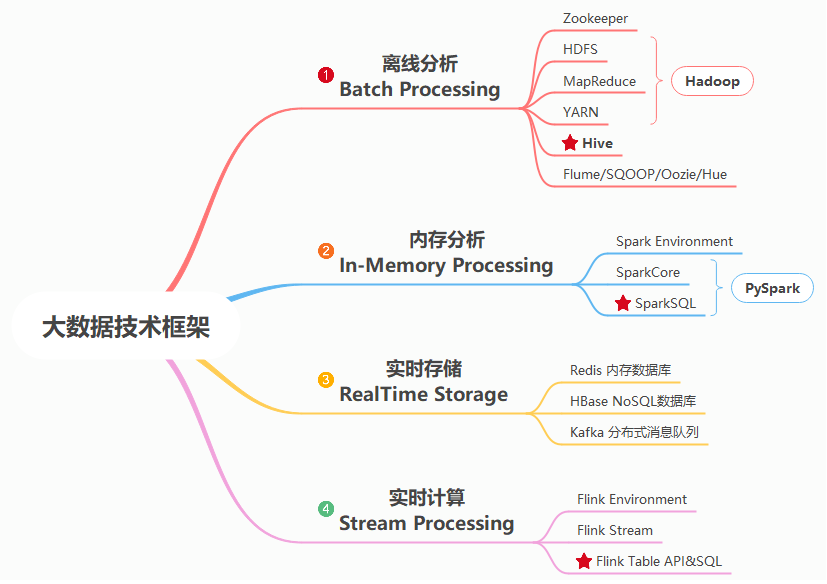 大数据技术框架
1
离线分析
Batch Processing
Zookeeper
HDFS
MapReduce
YARN
Hadoop
Hive
Flume/SQOOP/Oozie/Hue
2
内存分析
In-Memory Processing
Spark Environment
SparkCore
SparkSQL
PySpark
3
实时存储
RealTime Storage
Redis 内存数据库
HBase NoSQL数据库
Kafka 分布式消息队列
4
实时计算
Stream Processing
Flink Environment
Flink Stream
Flink Table API&SQL